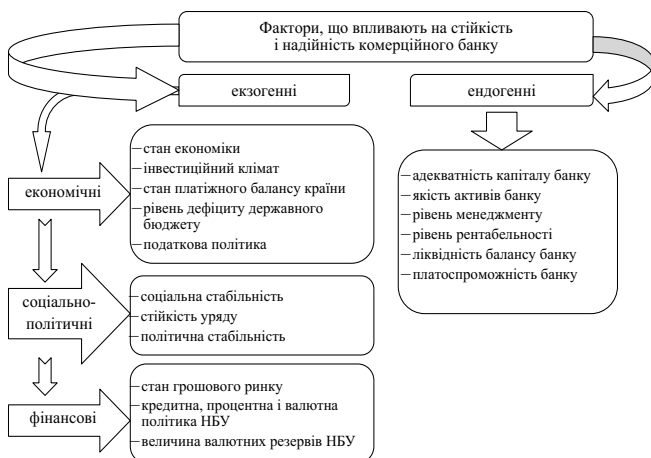 Фактори, що впливають на стійкість
і надійність комерційного банку
екзогенні
ендогенні
економічні
– стан економіки
– інвестиційний клімат
– стан платіжного балансу країни
– рівень дефіциту державного
бюджету
– податкова політика
– адекватність капіталу банку
– якість активів банку
– рівень менеджменту
– рівень рентабельності
– ліквідність балансу банку
– платоспроможність банку
соціально-
політичні
– соціальна стабільність
– стійкість уряду
– політична стабільність
фінансові
– стан грошового ринку
– кредитна, процентна і валютна
політика НБУ
– величина валютних резервів НБУ